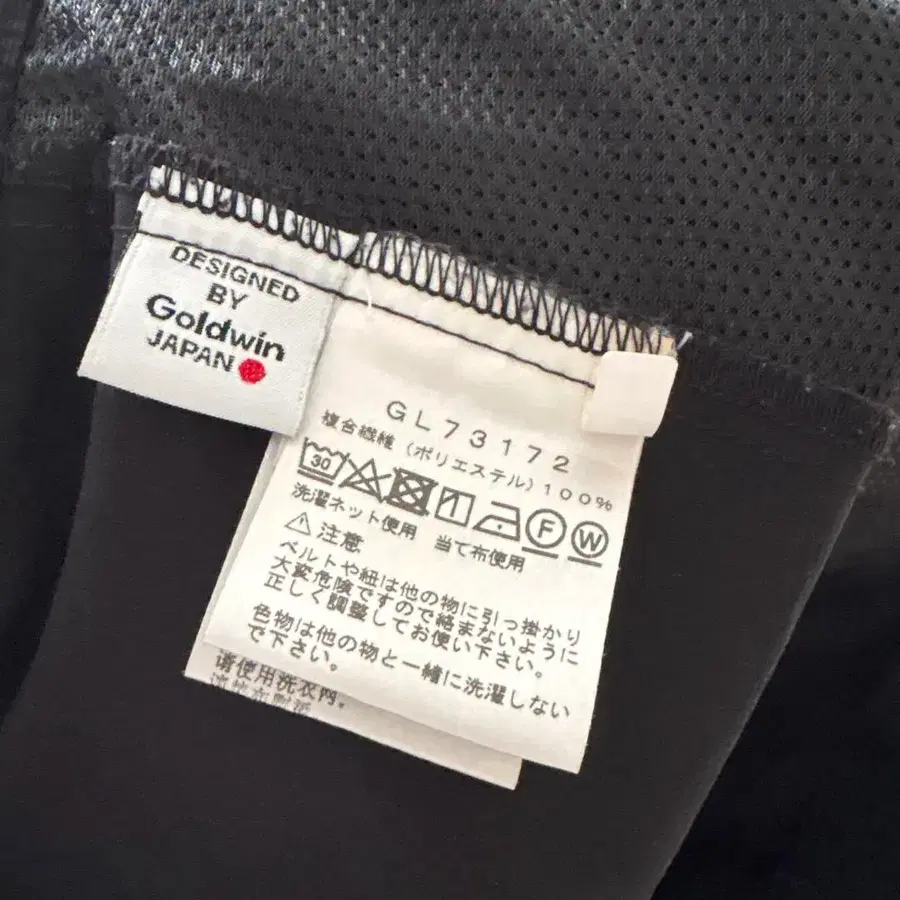 DESIGNED
BY
Goldwin
JAPAN
GL73172
複合繊維(ポリエステル)100%
30 F W
洗濯ネット使用 当て布使用
注意
ベルトや紐は他の物に引っ掛かり
大変危険ですので絡まないように
正しく調整してお使い下さい。
色物は他の物と一緒に洗濯しない
で下さい。
请使用洗衣网.